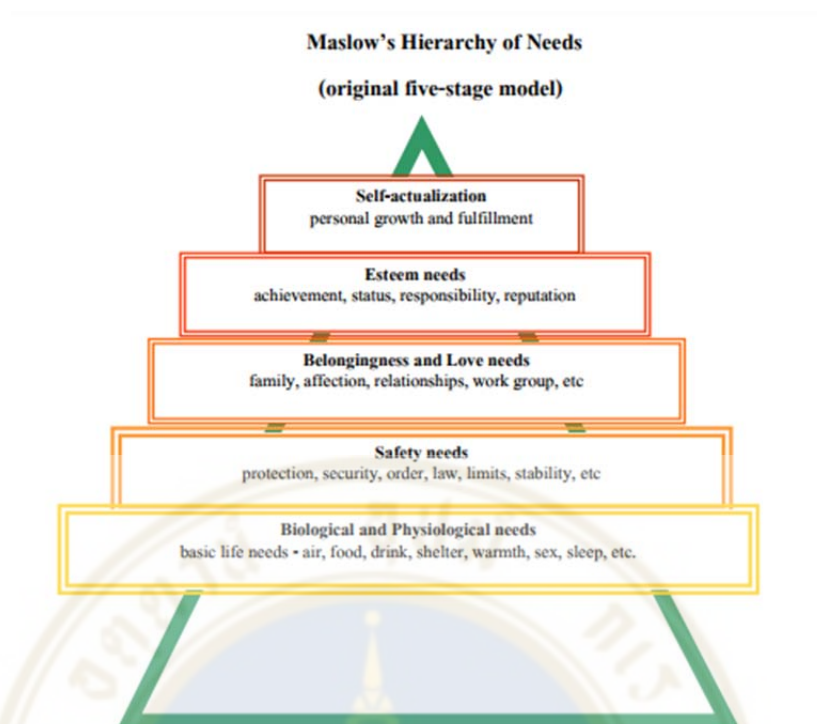 Maslow's Hierarchy of Needs
(original five-stage model)
Self-actualization
personal growth and fulfillment
Esteem needs
achievement, status, responsibility, reputation
Belongingness and Love needs
family, affection, relationships, work group, etc
Safety needs
protection, security, order, law, limits, stability, etc
Biological and Physiological needs
basic life needs - air, food, drink, shelter, warmth, sex, sleep, etc.